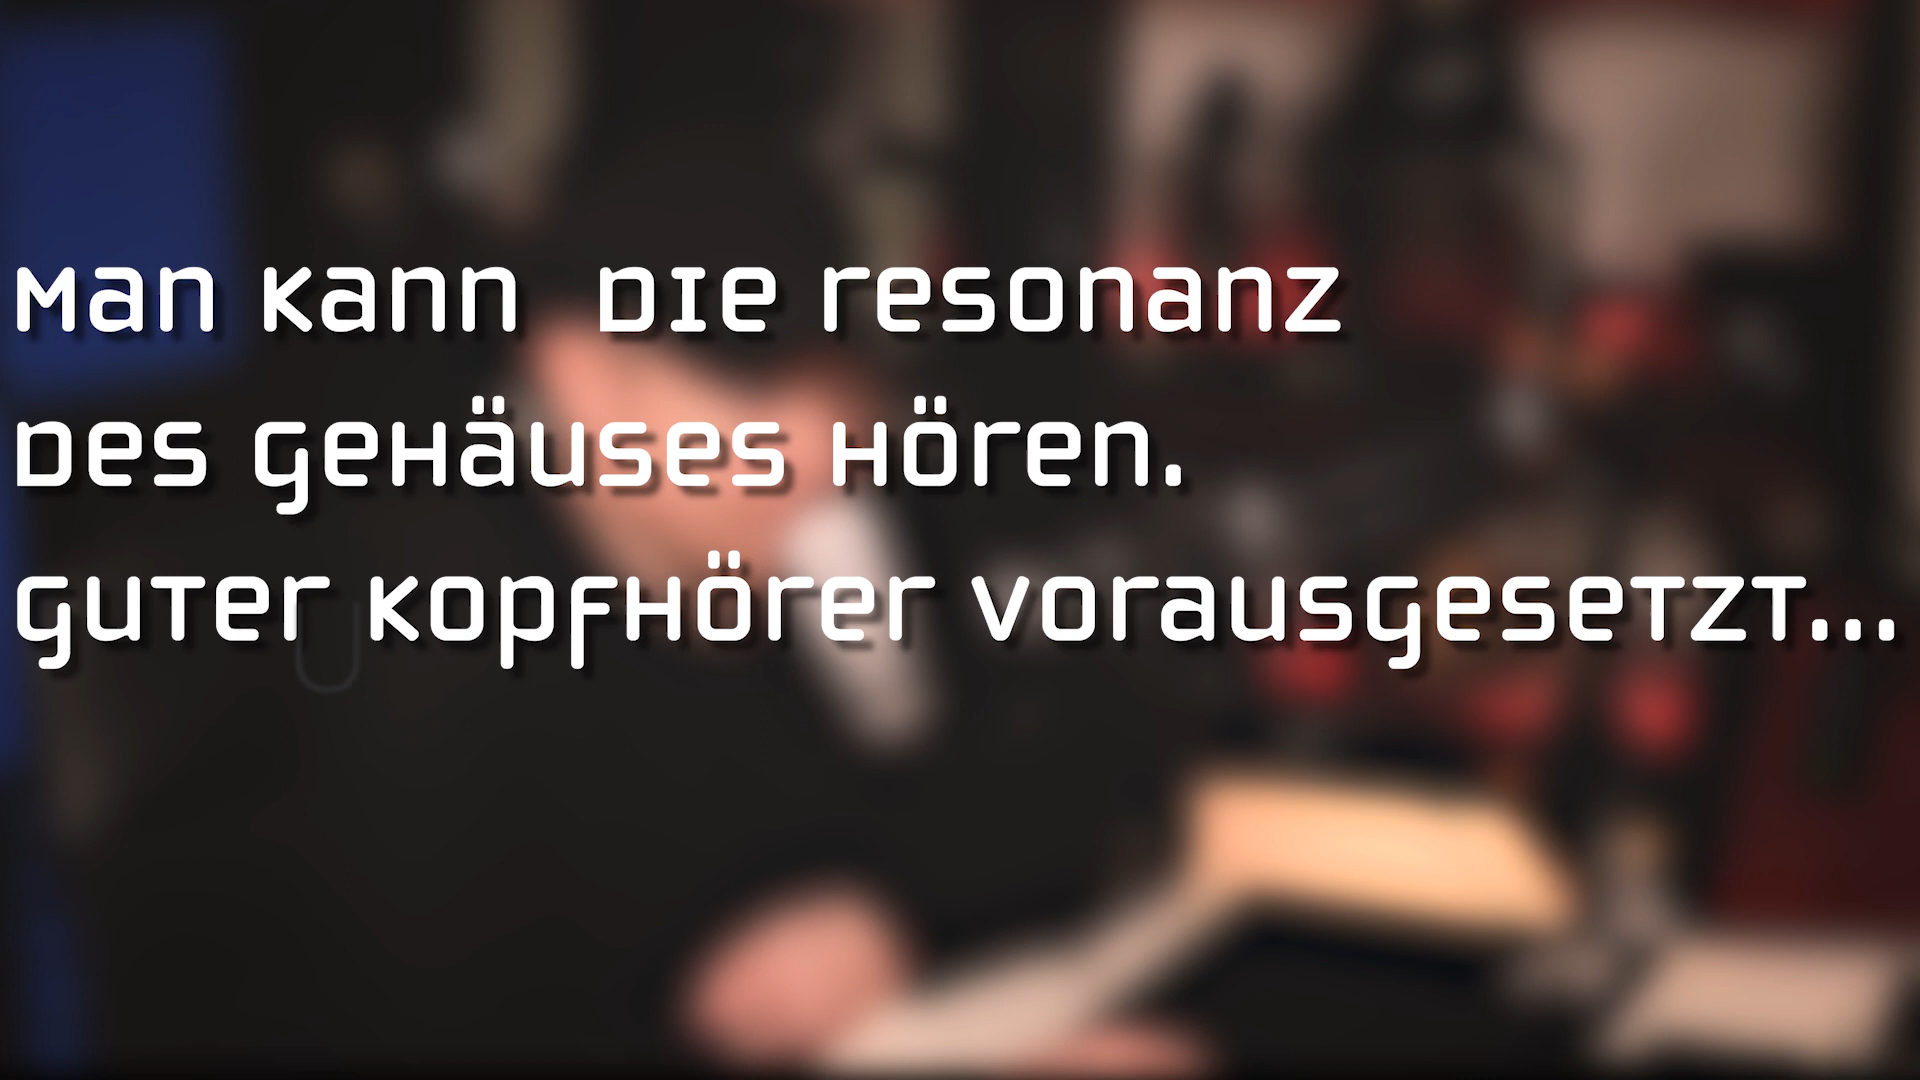 Man kann  die Resonanz
des Gehäuses hören.
Guter Kopfhörer vorausgesetzt...